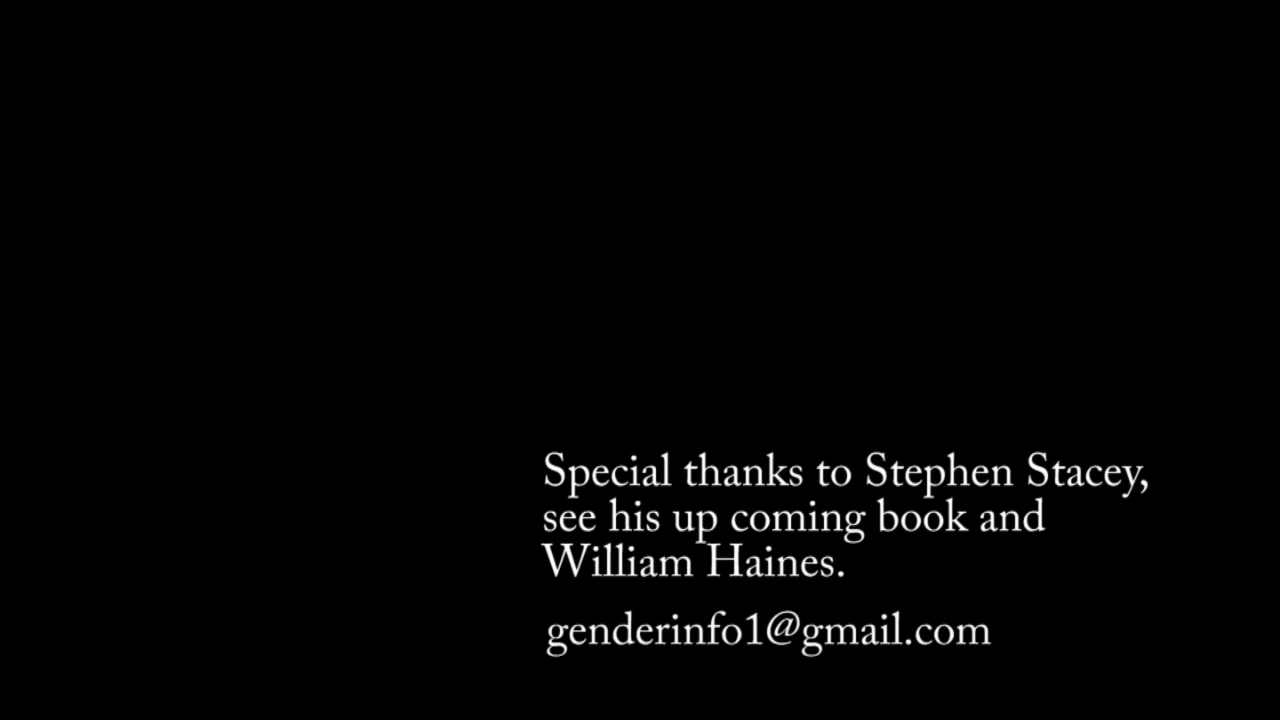 Special thanks to Stephen Stacey,
see his up coming book and
William Haines.
genderinfo1@gmail.com